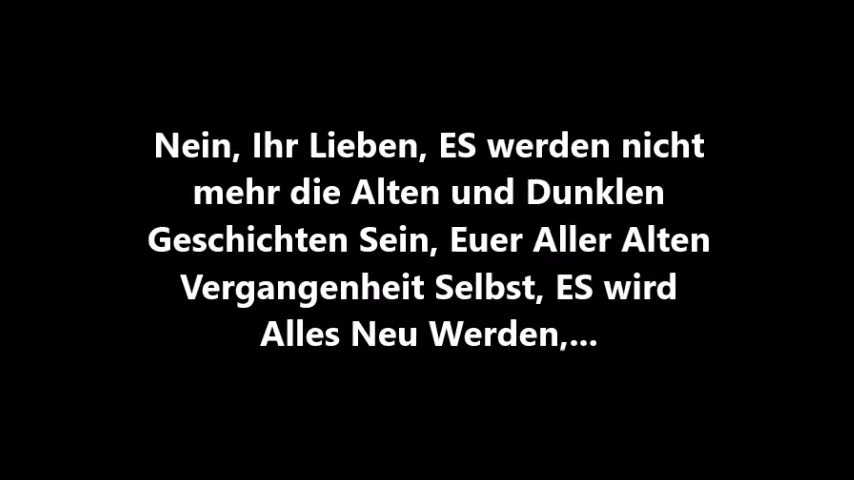 Nein, Ihr Lieben, ES werden nicht
mehr die Alten und Dunklen
Geschichten Sein, Euer Aller Alten
Vergangenheit Selbst, ES wird
Alles Neu Werden,...